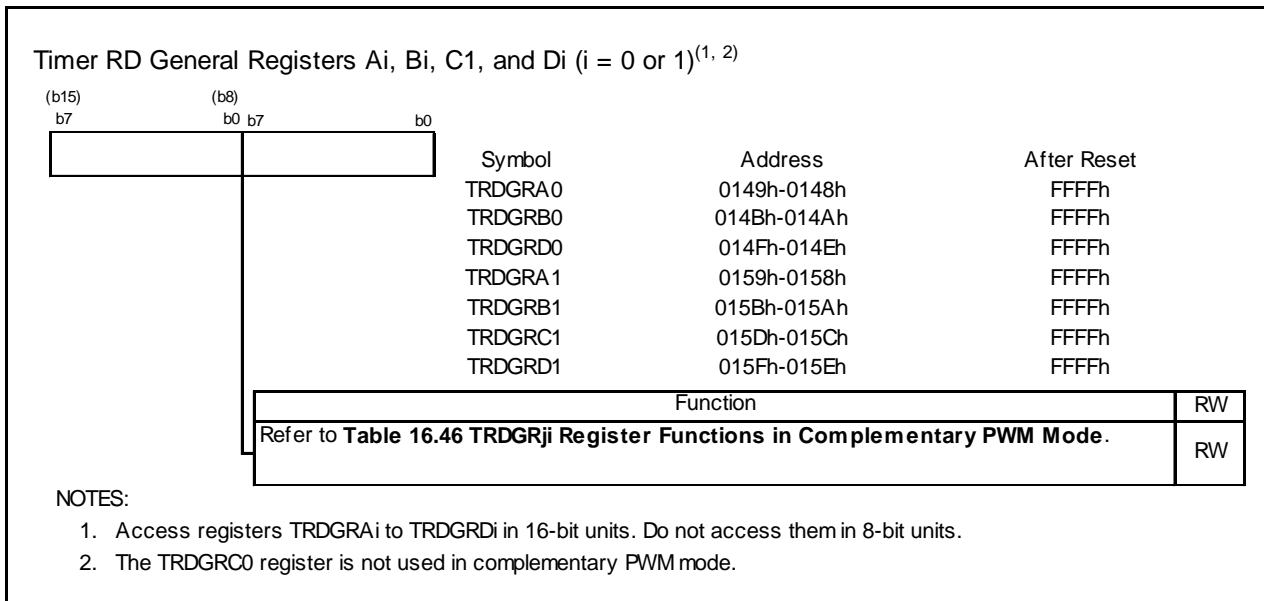 Timer RD General Registers Ai, Bi, C1, and Di (i = 0 or 1)(1, 2)
(b15) (b8)
b7 b0 b7 b0
Symbol Address After Reset
TRDGRA0 0149h-0148h FFFFh
TRDGRB0 014Bh-014Ah FFFFh
TRDGRD0 014Fh-014Eh FFFFh
TRDGRA1 0159h-0158h FFFFh
TRDGRB1 015Bh-015Ah FFFFh
TRDGRC1 015Dh-015Ch FFFFh
TRDGRD1 015Fh-015Eh FFFFh
Function RW
Refer to Table 16.46 TRDGRji Register Functions in Complementary PWM Mode. RW
NOTES:
1. Access registers TRDGRAi to TRDGRDi in 16-bit units. Do not access them in 8-bit units.
2. The TRDGRC0 register is not used in complementary PWM mode.